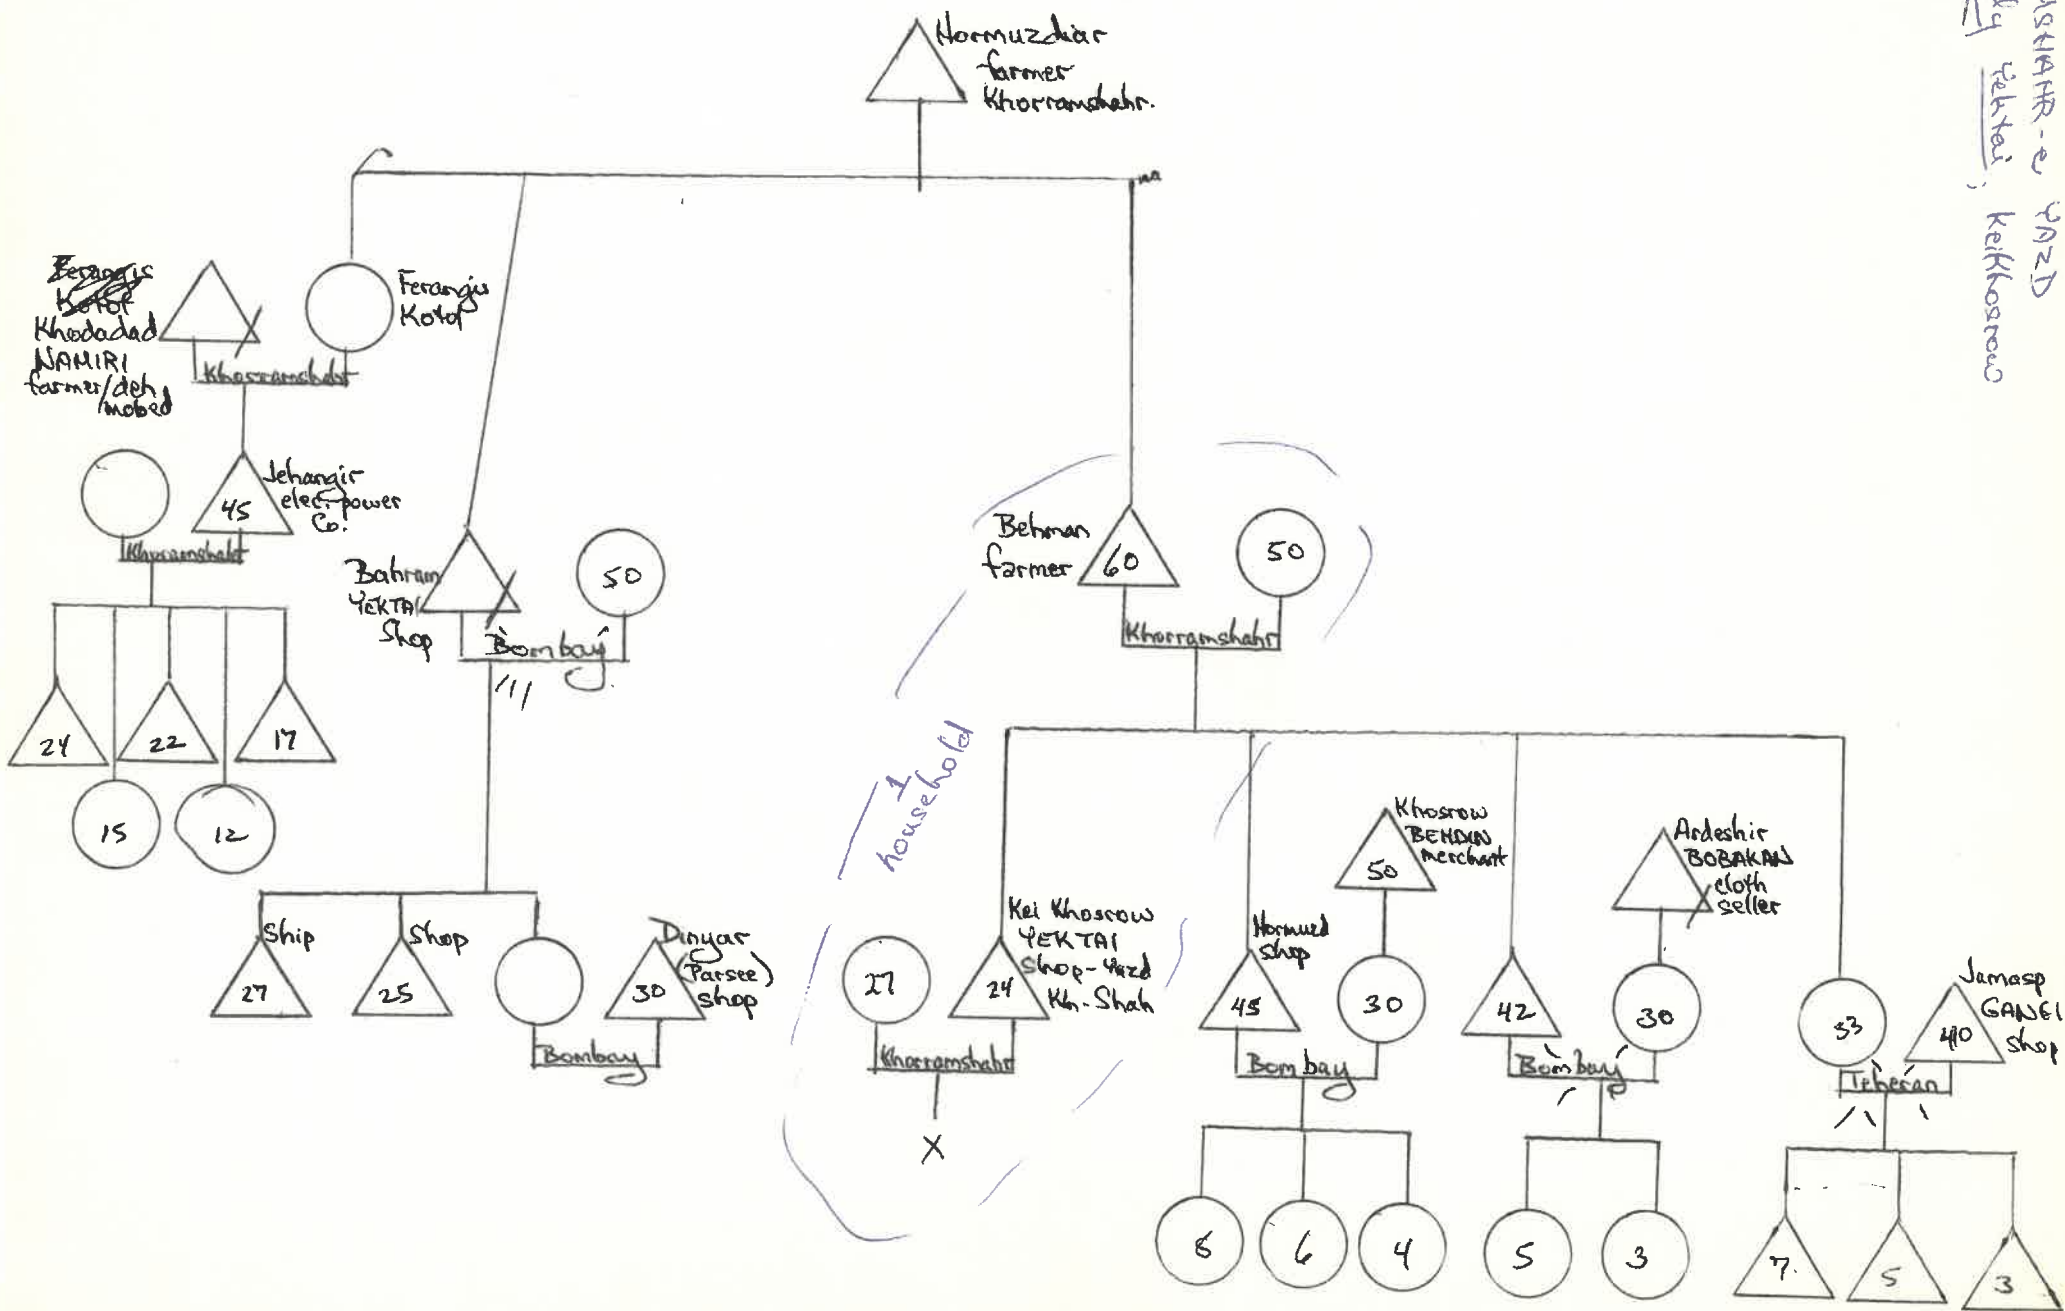 Hormuzdiar
farmer
Khorramshahr.
YAZD
Yektai, KeiKhosrow
Ferangis
Kotof
Khodadad
NAMIRI
farmer/deh
mobed
Ferangis
Kotof
Khorramshahr
Jehangir
elec. power
Co.
45
Khorramshahr
24
22
17
15
12
Bahram
YEKTAI
Shop
50
Bombay
Ship
27
Shop
25
Dinyar
(Parsee)
shop
30
Bombay
Behman
farmer
60
50
Khorramshahr
1
household
27
Kei Khosrow
YEKTAI
Shop-Yazd
Kh-Shah
24
Khorramshahr
X
Hormuzd
shop
45
Khosrow
BEHDIN
merchant
50
30
Bombay
8
6
4
42
Ardeshir
BOBAKAN
cloth
seller
30
Bombay
5
3
33
Jamasp
GANEI
shop
40
Teheran
7.
5
3